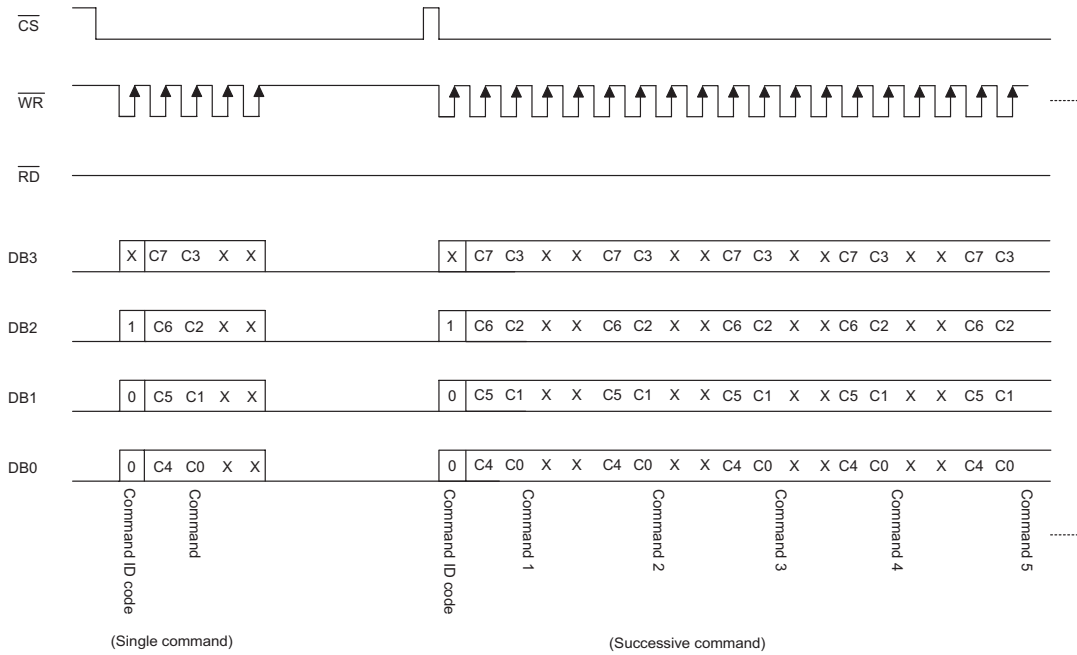 CS
WR
RD
DB3 X C7 C3 X X X C7 C3 X X C7 C3 X X C7 C3 X X C7 C3 X X C7 C3
DB2 1 C6 C2 X X 1 C6 C2 X X C6 C2 X X C6 C2 X X C6 C2 X X C6 C2
DB1 0 C5 C1 X X 0 C5 C1 X X C5 C1 X X C5 C1 X X C5 C1 X X C5 C1
DB0 0 C4 C0 X X 0 C4 C0 X X C4 C0 X X C4 C0 X X C4 C0 X X C4 C0
Command ID code
Command
Command ID code
Command 1
Command 2
Command 3
Command 4
Command 5
(Single command)
(Successive command)